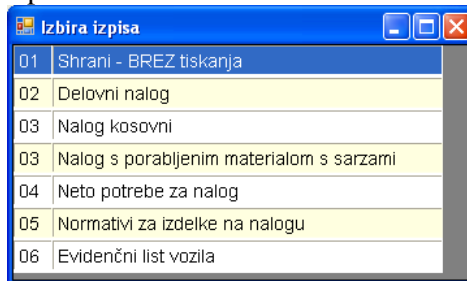 Izbira izpisa
01 Shrani - BREZ tiskanja
02 Delovni nalog
03 Nalog kosovni
03 Nalog s porabljenim materialom s sarzami
04 Neto potrebe za nalog
05 Normativi za izdelke na nalogu
06 Evidenčni list vozila